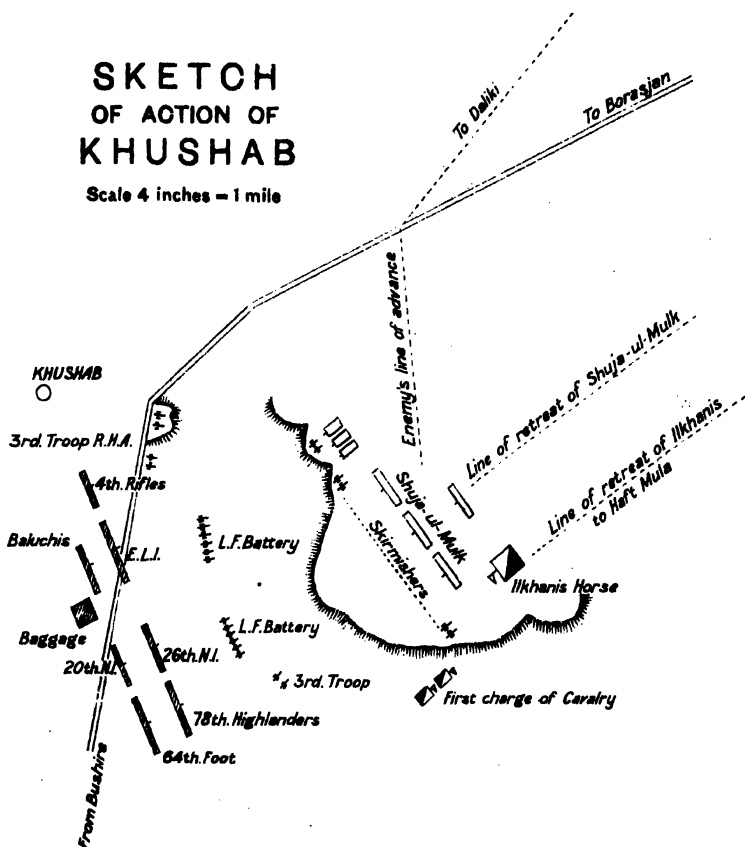 SKETCH
OF ACTION OF
KHUSHAB
Scale 4 inches = 1 mile
To Daliki
To Borasjan
Enemy's line of advance
KHUSHAB
Line of retreat of Shuja-ul-Mulk
3rd. Troop R.H.A.
4th. Rifles
Shuja-ul-Mulk
Line of retreat of Ilkhanis
to Haft Mula
Baluchis
E.L.I.
L.F. Battery
Skirmishers
Ilkhanis Horse
Baggage
L.F. Battery
20th. N.I.
26th. N.I.
3rd. Troop
First charge of Cavalry
78th. Highlanders
64th. Foot
From Bushire